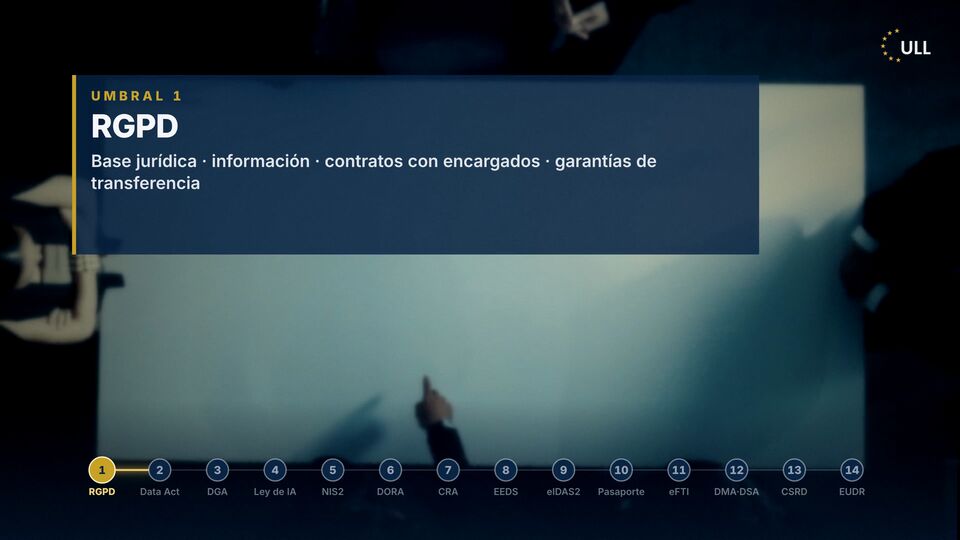 ULL
UMBRAL 1
RGPD
Base jurídica · información · contratos con encargados · garantías de
transferencia
1 2 3 4 5 6 7 8 9 10 11 12 13 14
RGPD Data Act DGA Ley de IA NIS2 DORA CRA EEDS eIDAS2 Pasaporte eFTI DMA·DSA CSRD EUDR